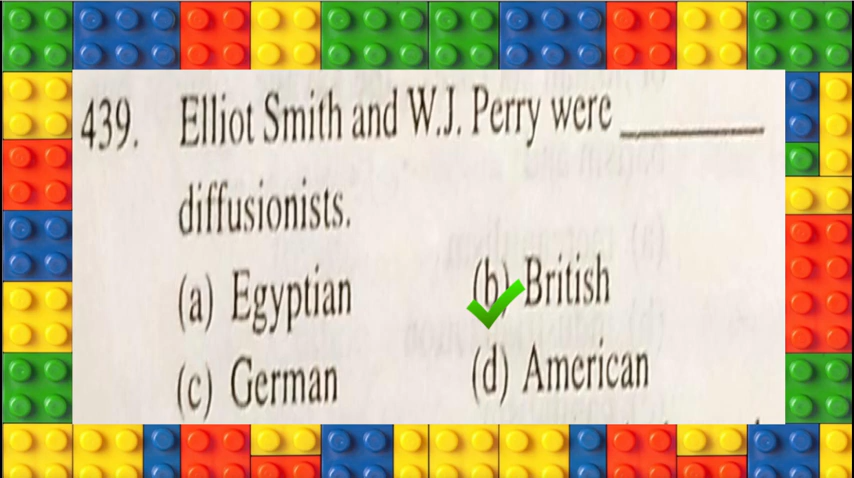 439. Elliot Smith and W.J. Perry were ________
diffusionists.
(a) Egyptian (b) British
(c) German (d) American